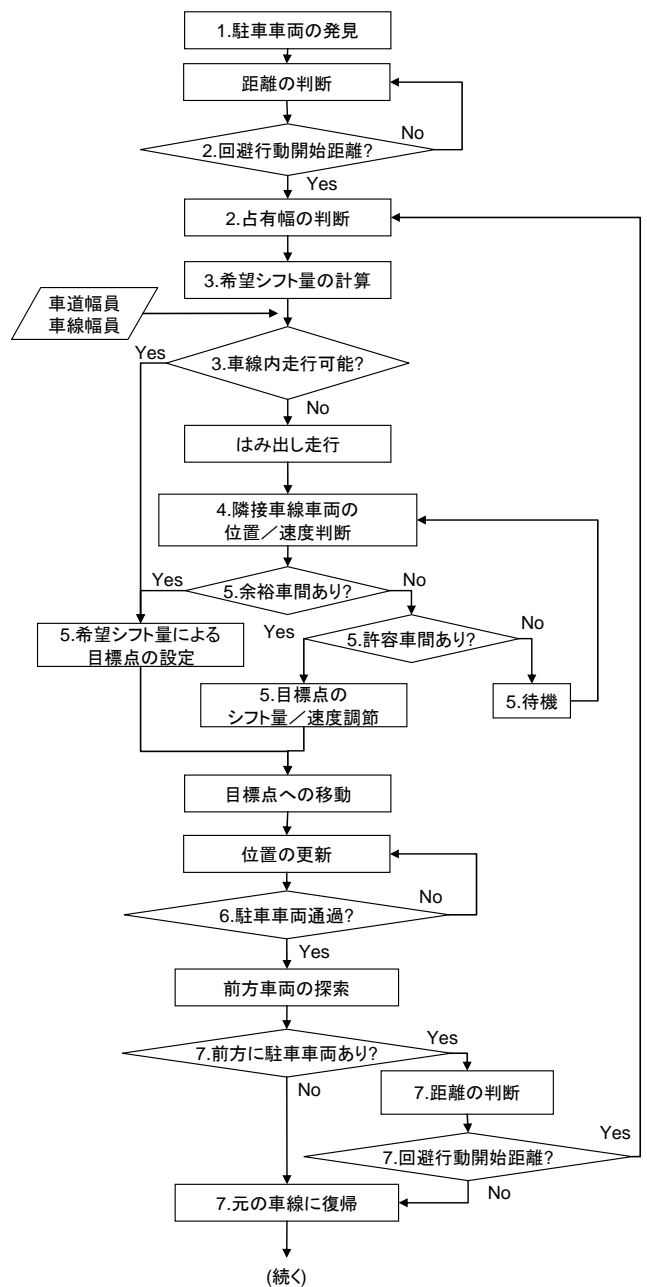 1.駐車車両の発見
距離の判断
No
2.回避行動開始距離?
Yes
2.占有幅の判断
3.希望シフト量の計算
車道幅員
車線幅員
Yes
3.車線内走行可能?
No
はみ出し走行
4.隣接車線車両の
位置／速度判断
Yes
5.余裕車間あり?
No
5.希望シフト量による
目標点の設定
Yes
5.許容車間あり?
No
5.目標点の
シフト量／速度調節
5.待機
目標点への移動
位置の更新
No
6.駐車車両通過?
Yes
前方車両の探索
7.前方に駐車車両あり?
Yes
No
7.距離の判断
Yes
7.回避行動開始距離?
No
7.元の車線に復帰
(続く)